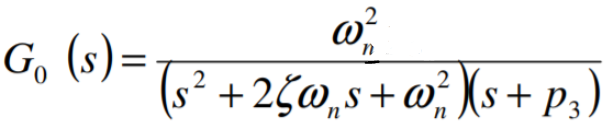 G₀ (s) = ωₙ² / (s² + 2ζωₙs + ωₙ²)(s + p₃)